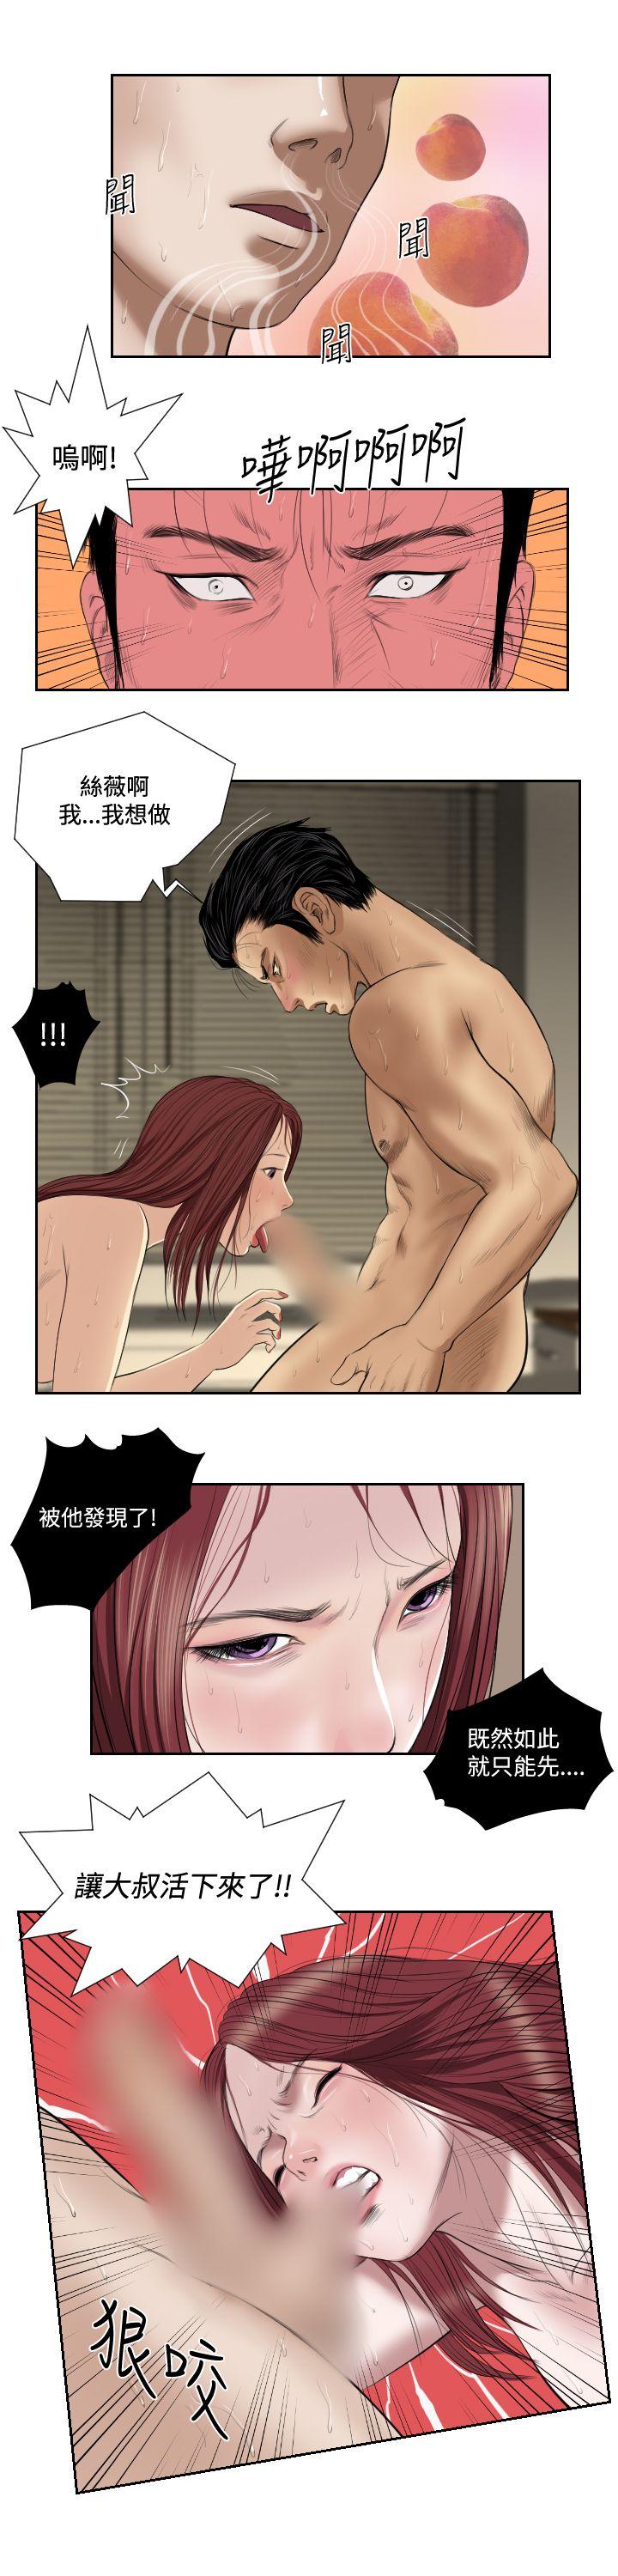 聞
聞
聞
嗚啊!
嘩啊啊啊
絲薇啊
我...我想做
!!!
被他發現了!
既然如此
就只能先....
讓大叔活下來了!!
狠咬